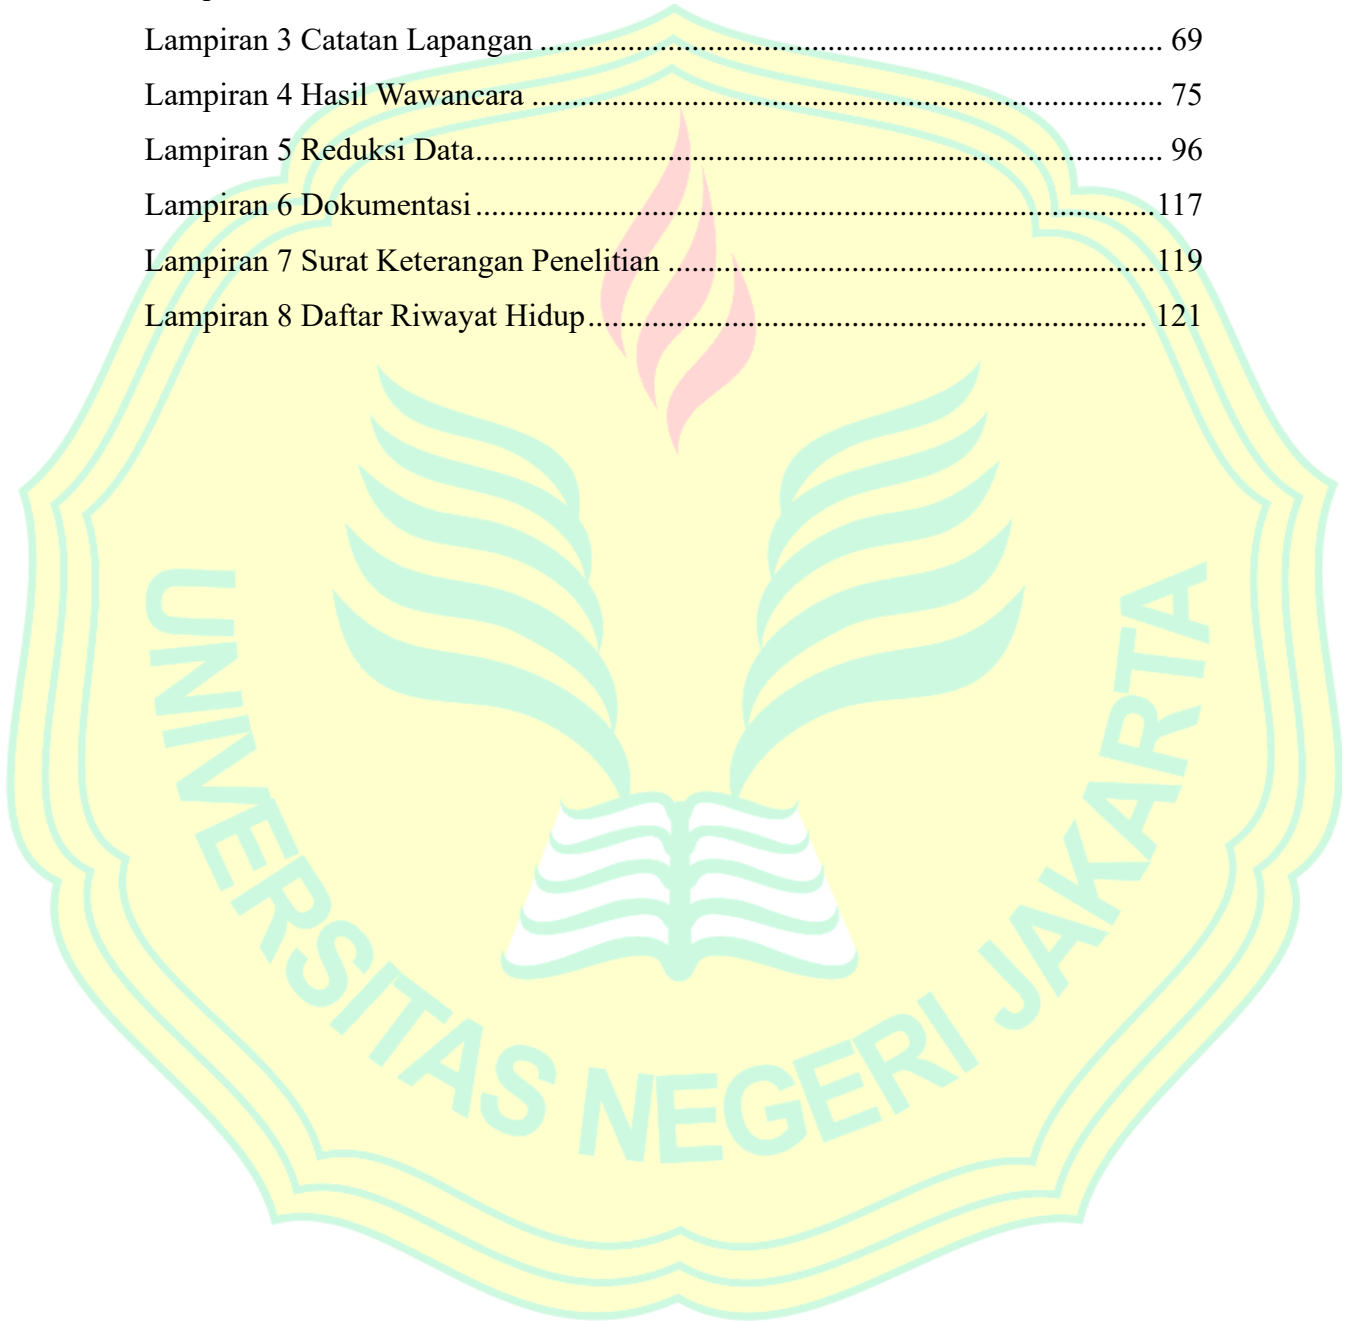 Lampiran 3 Catatan Lapangan .............................................................................. 69
Lampiran 4 Hasil Wawancara ............................................................................... 75
Lampiran 5 Reduksi Data...................................................................................... 96
Lampiran 6 Dokumentasi.....................................................................................117
Lampiran 7 Surat Keterangan Penelitian .............................................................119
Lampiran 8 Daftar Riwayat Hidup...................................................................... 121
UNIVERSITAS NEGERI JAKARTA